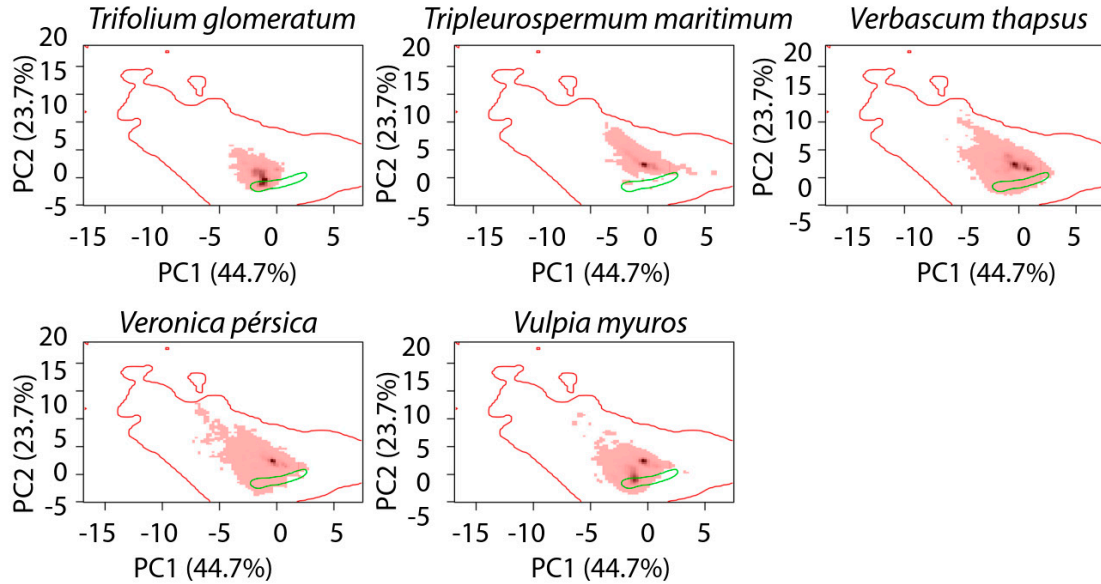 Trifolium glomeratum
Tripleurospermum maritimum
Verbascum thapsus
20
15
10
5
0
-5
PC2 (23.7%)
-15 -10 -5 0 5
PC1 (44.7%)
20
15
10
5
0
-5
PC2 (23.7%)
-15 -10 -5 0 5
PC1 (44.7%)
20
15
10
5
0
-5
PC2 (23.7%)
-15 -10 -5 0 5
PC1 (44.7%)
Veronica pérsica
Vulpia myuros
20
15
10
5
0
-5
PC2 (23.7%)
-15 -10 -5 0 5
PC1 (44.7%)
20
15
10
5
0
-5
PC2 (23.7%)
-15 -10 -5 0 5
PC1 (44.7%)